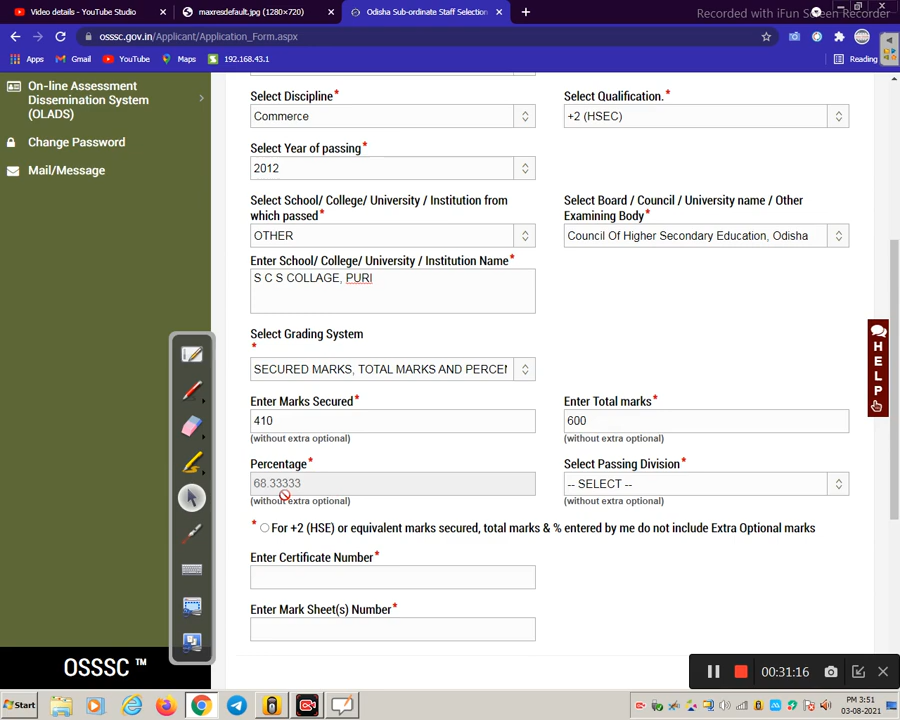 Video details - YouTube Studio
maxresdefault.jpg (1280×720)
Odisha Sub-ordinate Staff Selection
Recorded with iFun Screen Recorder
osssc.gov.in/Applicant/Application_Form.aspx
Apps
Gmail
YouTube
Maps
192.168.43.1
Reading
On-line Assessment
Dissemination System
(OLADS)
Change Password
Mail/Message
Select Discipline*
Select Qualification.*
Commerce
+2 (HSEC)
Select Year of passing*
2012
Select School/ College/ University / Institution from
which passed*
Select Board / Council / University name / Other
Examining Body*
OTHER
Council Of Higher Secondary Education, Odisha
Enter School/ College/ University / Institution Name*
S C S COLLAGE, PURI
Select Grading System
*
SECURED MARKS, TOTAL MARKS AND PERCEN
Enter Marks Secured*
Enter Total marks*
410
600
(without extra optional)
(without extra optional)
Percentage*
Select Passing Division*
68.33333
-- SELECT --
(without extra optional)
(without extra optional)
* For +2 (HSE) or equivalent marks secured, total marks & % entered by me do not include Extra Optional marks
Enter Certificate Number*
Enter Mark Sheet(s) Number*
HELP
OSSSC ™
00:31:16
Start
PM 3:51
03-08-2021